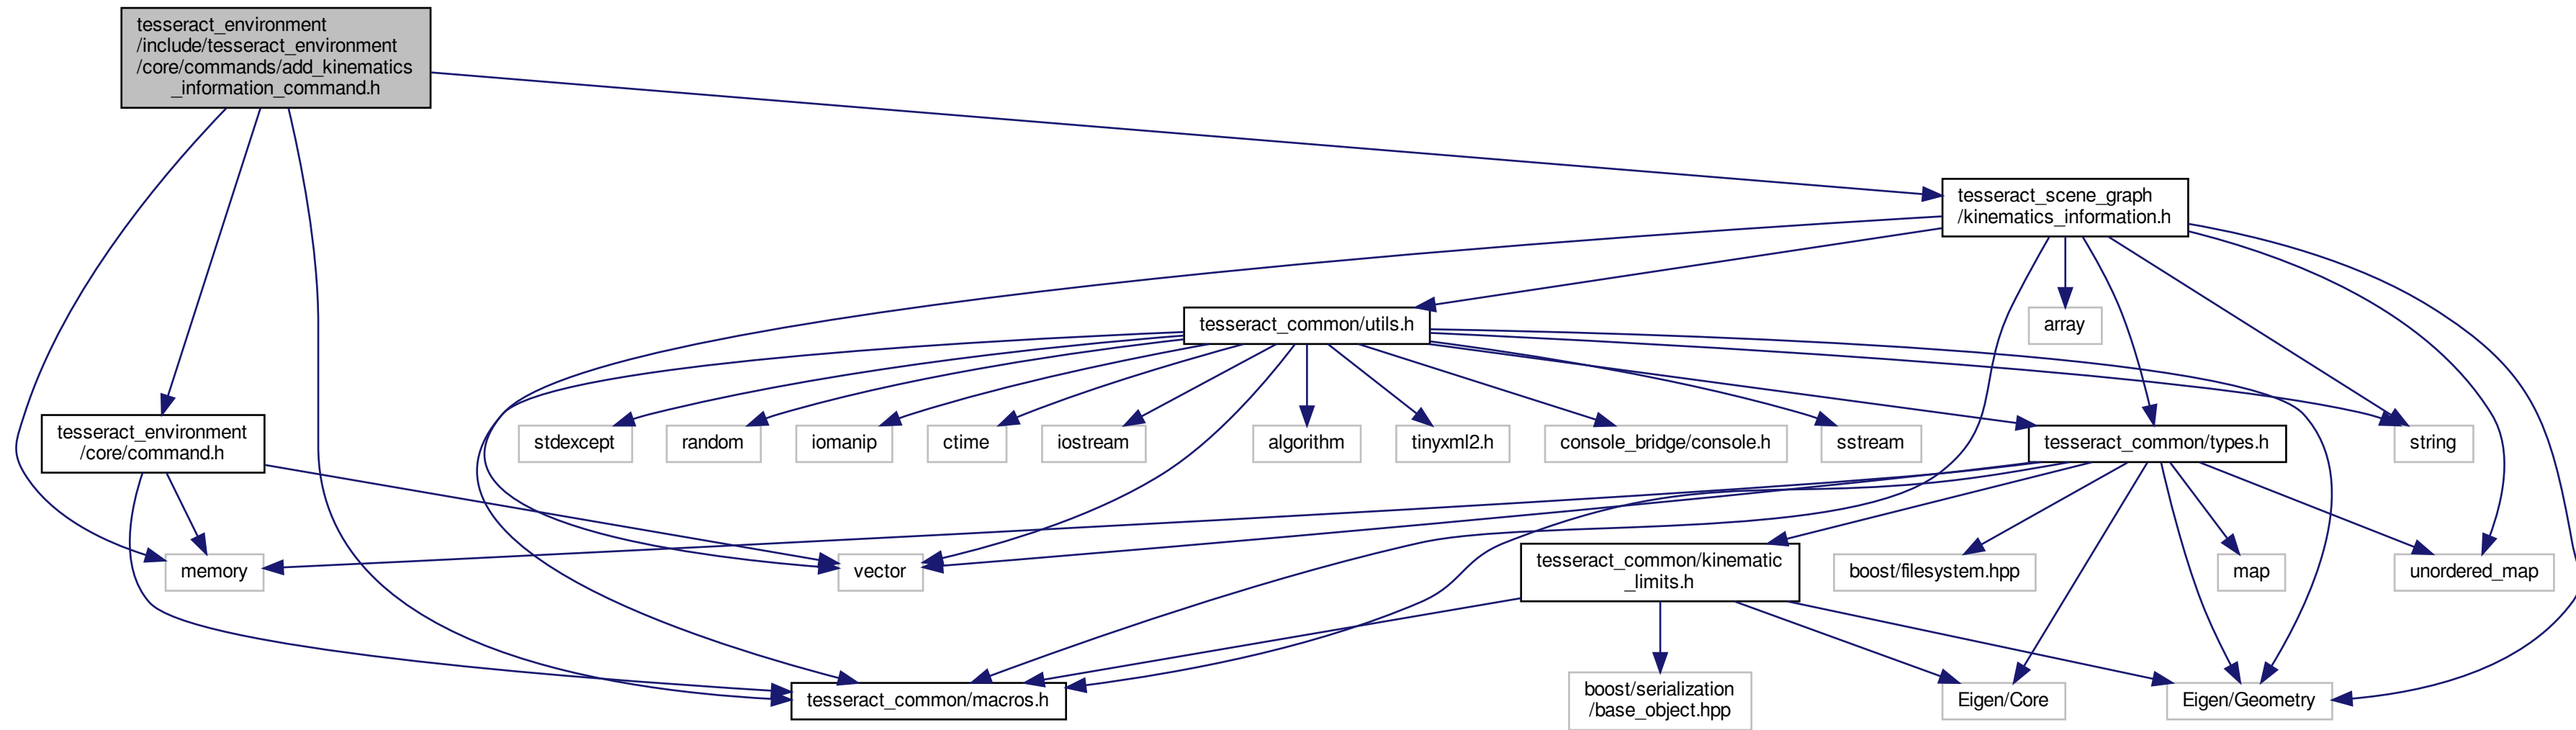 tesseract_environment
/include/tesseract_environment
/core/commands/add_kinematics
_information_command.h
tesseract_scene_graph
/kinematics_information.h
tesseract_common/utils.h
array
tesseract_environment
/core/command.h
stdexcept
random
iomanip
ctime
iostream
algorithm
tinyxml2.h
console_bridge/console.h
sstream
tesseract_common/types.h
string
memory
vector
tesseract_common/kinematic
_limits.h
boost/filesystem.hpp
map
unordered_map
tesseract_common/macros.h
boost/serialization
/base_object.hpp
Eigen/Core
Eigen/Geometry